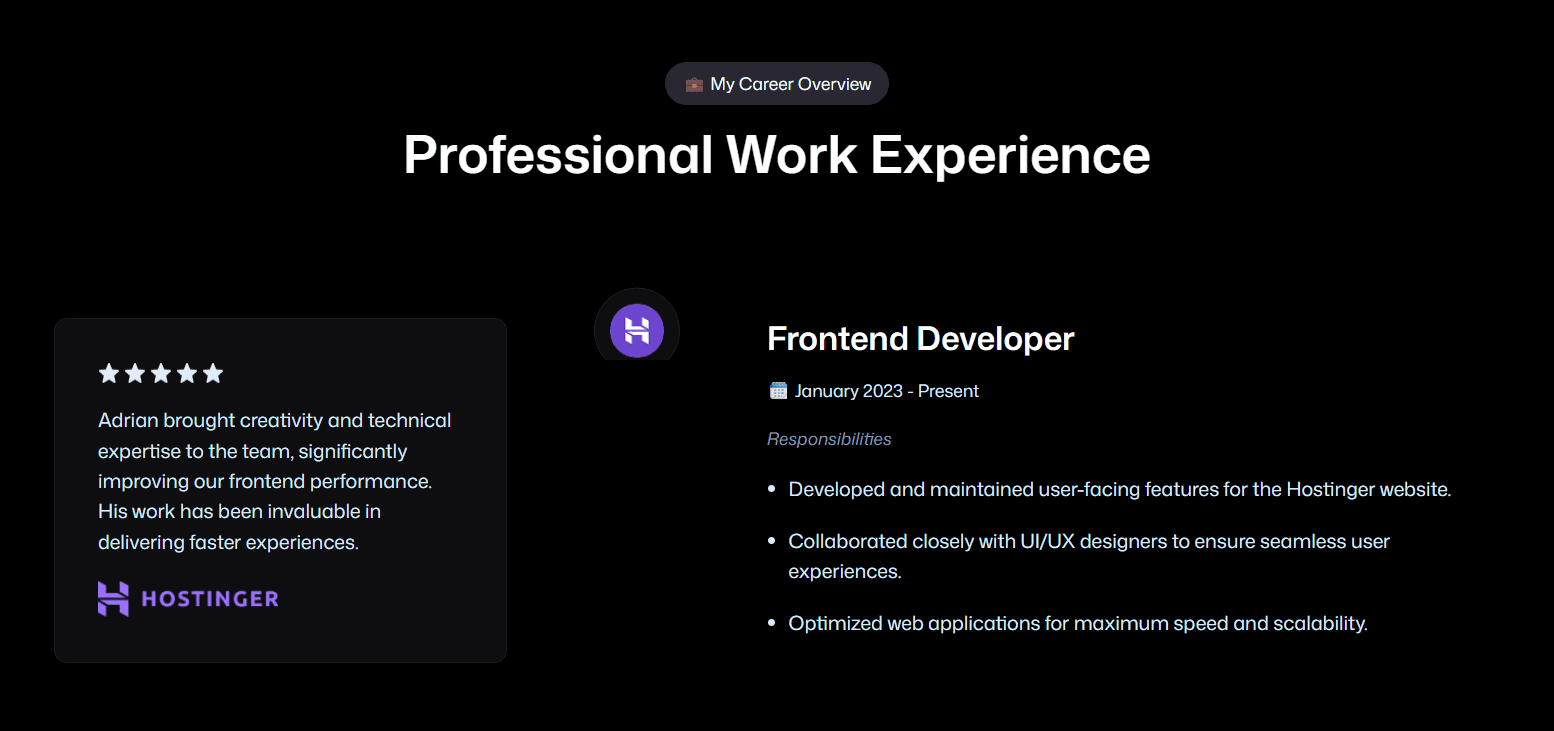 💼 My Career Overview
Professional Work Experience
Adrian brought creativity and technical
expertise to the team, significantly
improving our frontend performance.
His work has been invaluable in
delivering faster experiences.
HOSTINGER
Frontend Developer
🗓️ January 2023 - Present
Responsibilities
• Developed and maintained user-facing features for the Hostinger website.
• Collaborated closely with UI/UX designers to ensure seamless user
experiences.
• Optimized web applications for maximum speed and scalability.